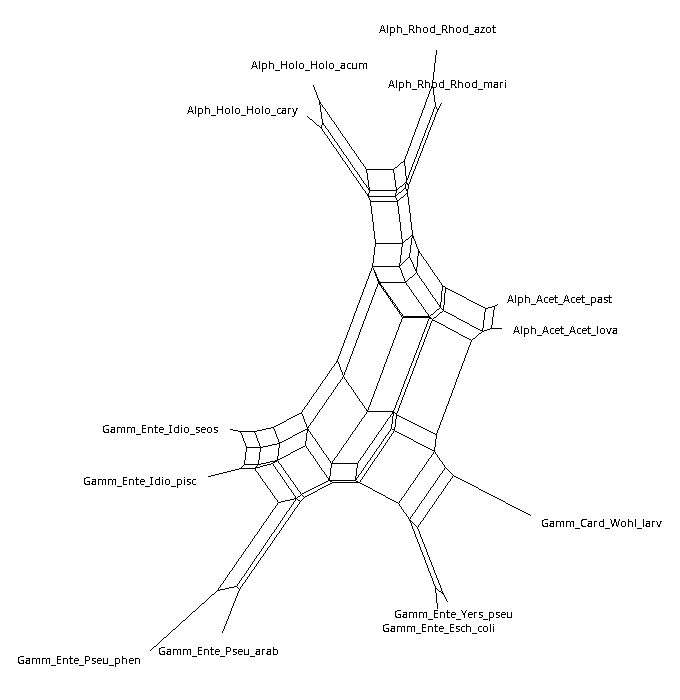 Alph_Rhod_Rhod_azot
Alph_Holo_Holo_acum
Alph_Rhod_Rhod_mari
Alph_Holo_Holo_cary
Alph_Acet_Acet_past
Alph_Acet_Acet_lova
Gamm_Ente_Idio_seos
Gamm_Ente_Idio_pisc
Gamm_Card_Wohl_larv
Gamm_Ente_Yers_pseu
Gamm_Ente_Esch_coli
Gamm_Ente_Pseu_arab
Gamm_Ente_Pseu_phen